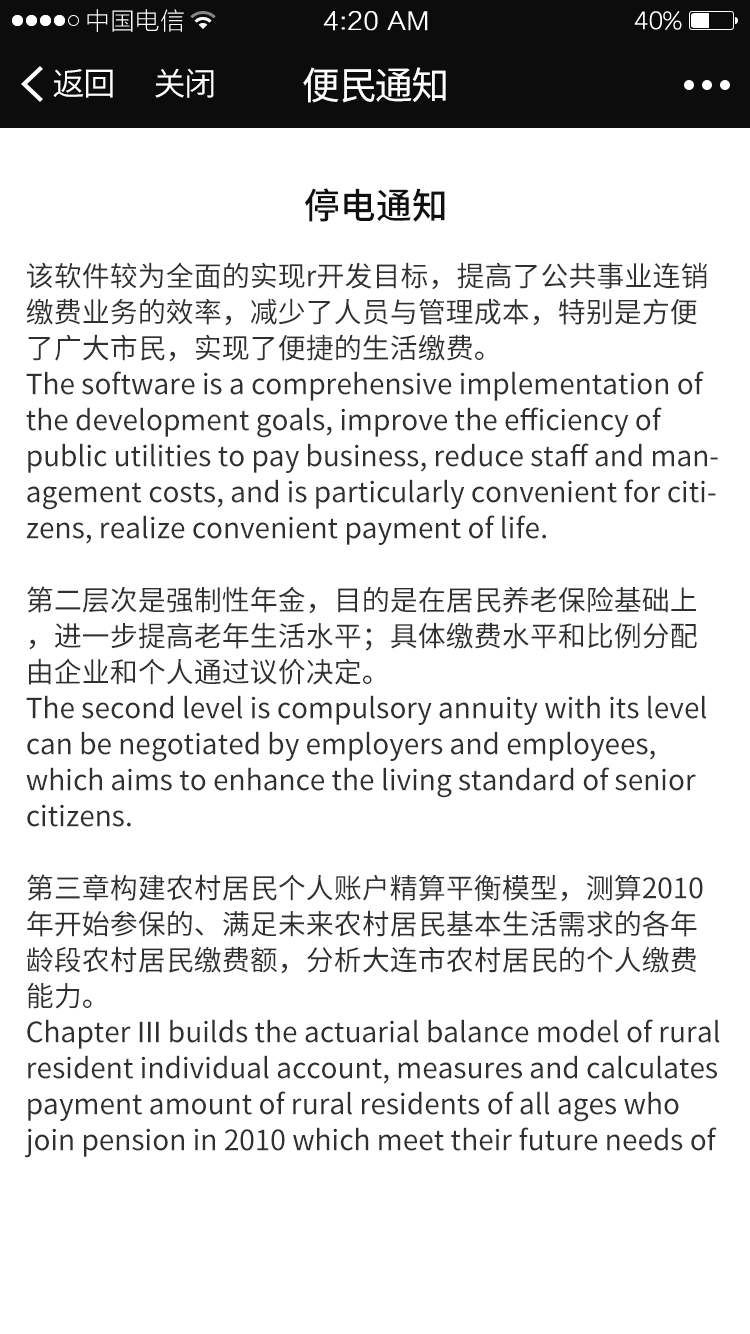 中国电信 4:20 AM 40%
返回 关闭 便民通知
停电通知
该软件较为全面的实现r开发目标，提高了公共事业连销
缴费业务的效率，减少了人员与管理成本，特别是方便
了广大市民，实现了便捷的生活缴费。
The software is a comprehensive implementation of
the development goals, improve the efficiency of
public utilities to pay business, reduce staff and man-
agement costs, and is particularly convenient for citi-
zens, realize convenient payment of life.
第二层次是强制性年金，目的是在居民养老保险基础上
，进一步提高老年生活水平；具体缴费水平和比例分配
由企业和个人通过议价决定。
The second level is compulsory annuity with its level
can be negotiated by employers and employees,
which aims to enhance the living standard of senior
citizens.
第三章构建农村居民个人账户精算平衡模型，测算2010
年开始参保的、满足未来农村居民基本生活需求的各年
龄段农村居民缴费额，分析大连市农村居民的个人缴费
能力。
Chapter III builds the actuarial balance model of rural
resident individual account, measures and calculates
payment amount of rural residents of all ages who
join pension in 2010 which meet their future needs of